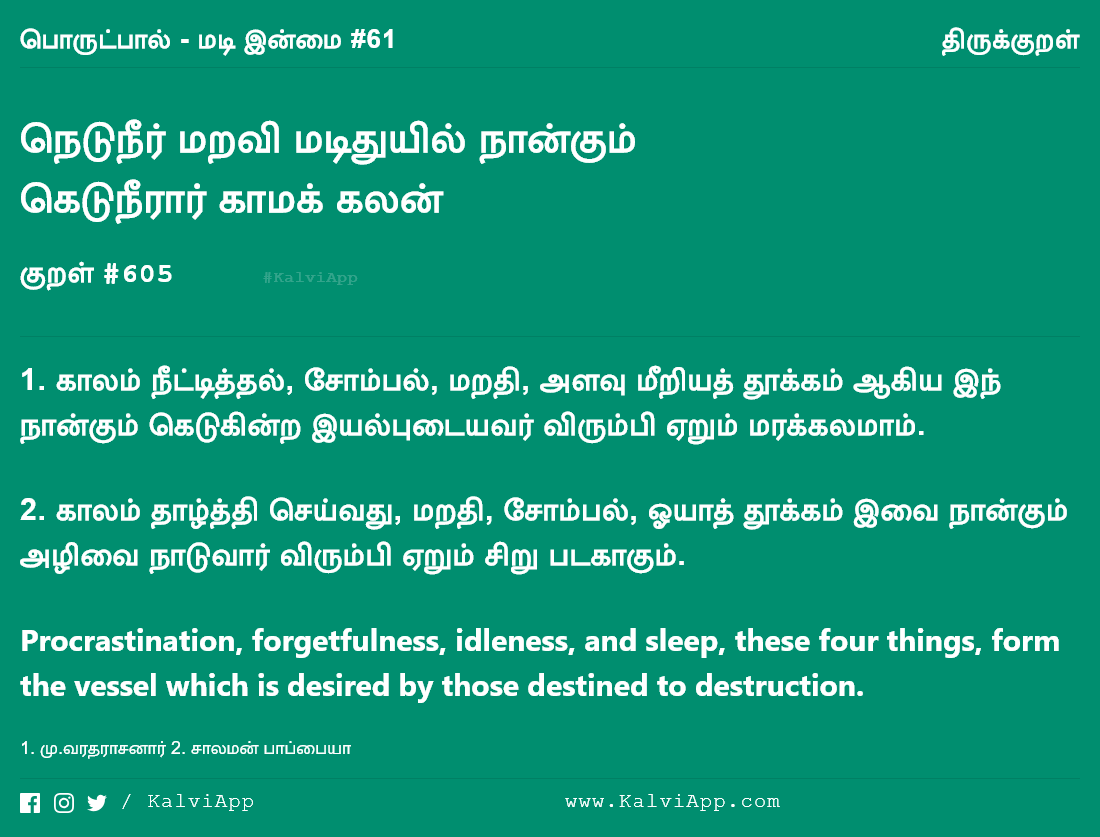 பொருட்பால் - மடி இன்மை #61
திருக்குறள்
நெடுநீர் மறவி மடிதுயில் நான்கும்
கெடுநீரார் காமக் கலன்
குறள் #605
#KalviApp
1. காலம் நீட்டித்தல், சோம்பல், மறதி, அளவு மீறியத் தூக்கம் ஆகிய இந்
நான்கும் கெடுகின்ற இயல்புடையவர் விரும்பி ஏறும் மரக்கலமாம்.
2. காலம் தாழ்த்தி செய்வது, மறதி, சோம்பல், ஓயாத் தூக்கம் இவை நான்கும்
அழிவை நாடுவார் விரும்பி ஏறும் சிறு படகாகும்.
Procrastination, forgetfulness, idleness, and sleep, these four things, form
the vessel which is desired by those destined to destruction.
1. மு.வரதராசனார் 2. சாலமன் பாப்பையா
/ KalviApp
www.KalviApp.com